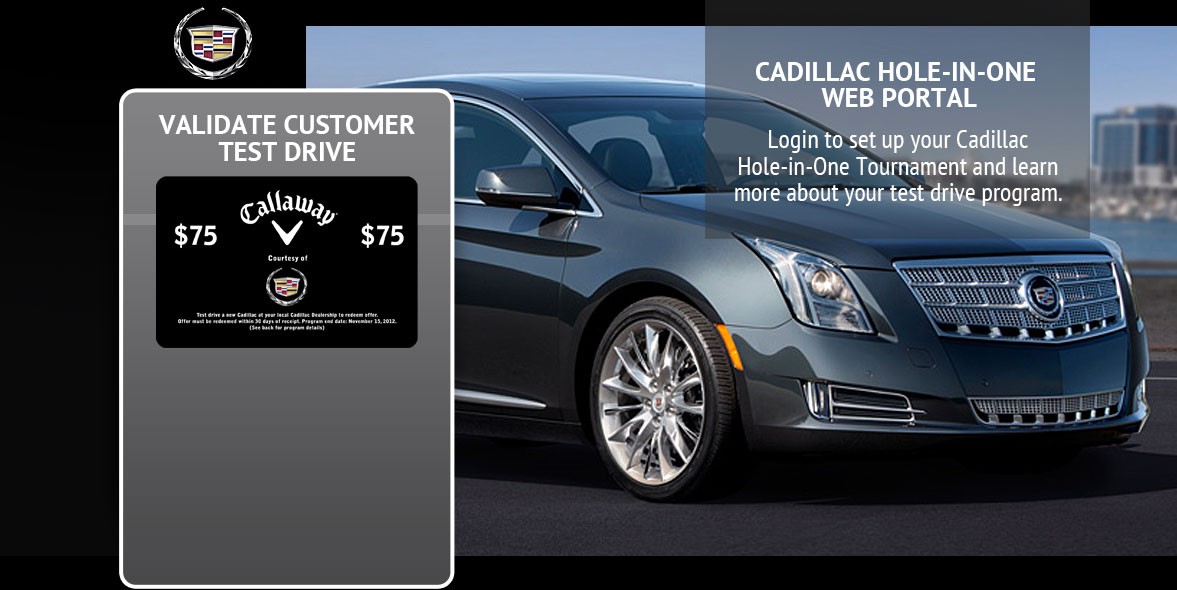 VALIDATE CUSTOMER
TEST DRIVE
Callaway
$75 $75
Courtesy of
Test drive a new Cadillac at your local Cadillac Dealership to redeem offer.
Offer must be redeemed within 30 days of receipt. Program end date: November 15, 2012.
(See back for program details)
CADILLAC HOLE-IN-ONE
WEB PORTAL
Login to set up your Cadillac
Hole-in-One Tournament and learn
more about your test drive program.